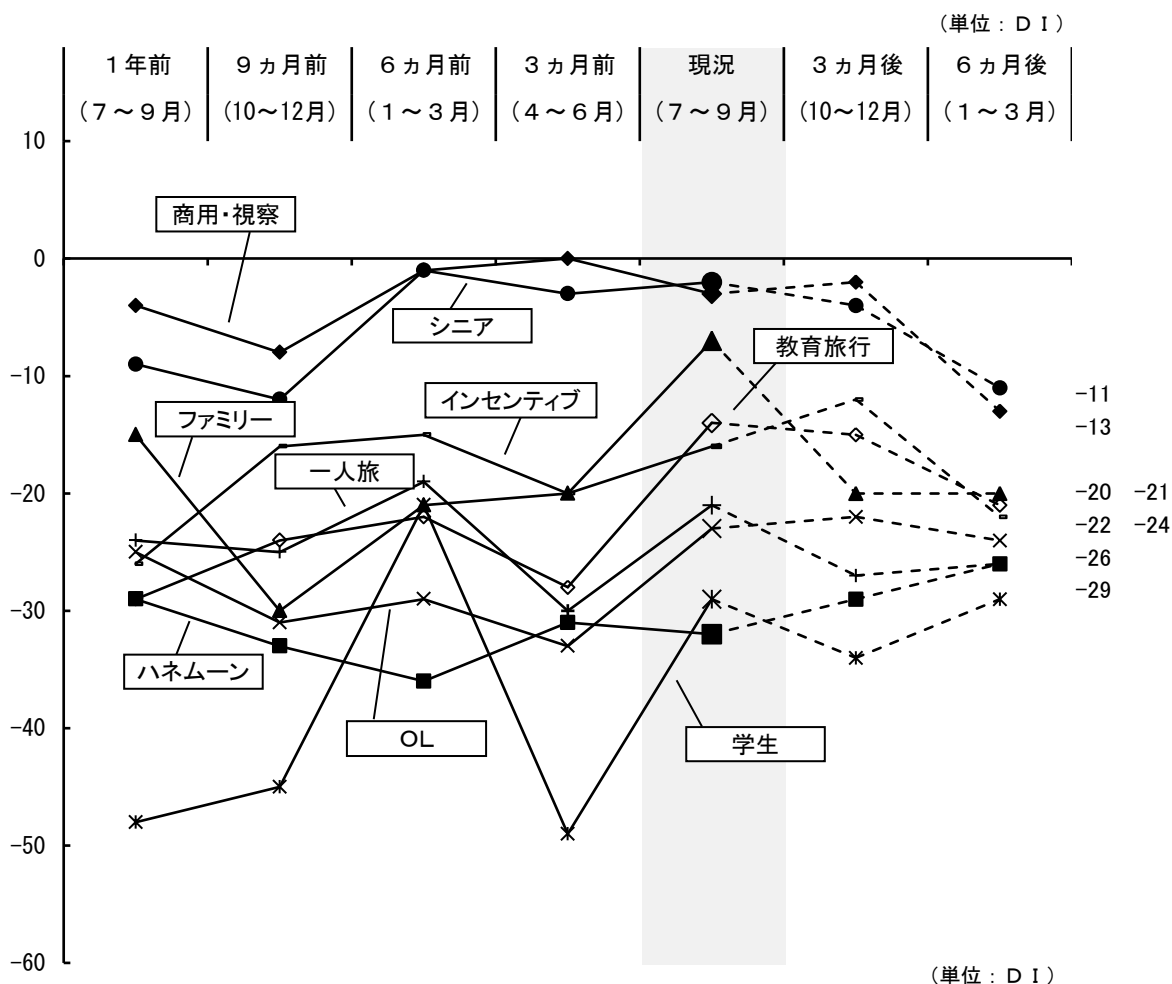 （単位：ＤＩ）
１年前 ９ヵ月前 ６ヵ月前 ３ヵ月前 現況 ３ヵ月後 ６ヵ月後
（７～９月） （10～12月） （１～３月） （４～６月） （７～９月） （10～12月） （１～３月）
10
商用・視察
0
シニア
教育旅行
-10
インセンティブ
-11
ファミリー
-13
一人旅
-20
-20 -21
-22 -24
-26
-29
-30
ハネムーン
-40
ＯＬ
学生
-50
-60
（単位：ＤＩ）